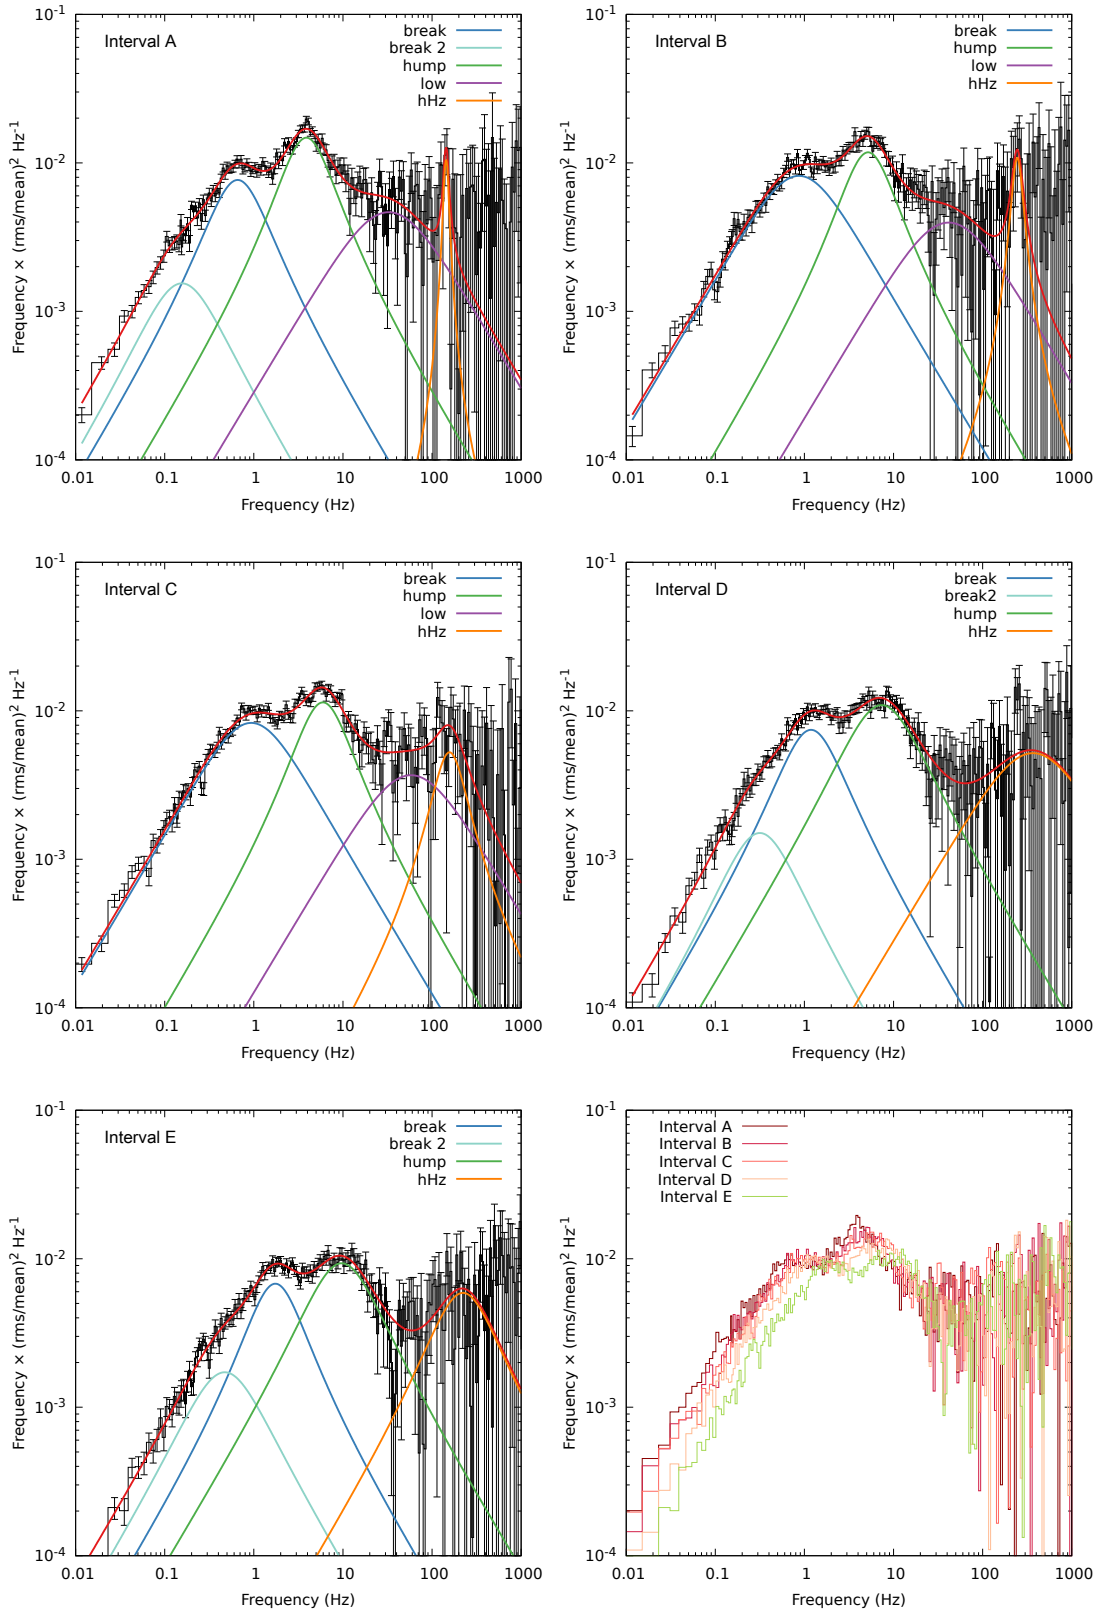 Interval A
break
break 2
hump
low
hHz
10-1
10-2
10-3
10-4
Frequency × (rms/mean)2 Hz-1
0.01 0.1 1 10 100 1000
Frequency (Hz)
Interval B
break
hump
low
hHz
10-1
10-2
10-3
10-4
Frequency × (rms/mean)2 Hz-1
0.01 0.1 1 10 100 1000
Frequency (Hz)
Interval C
break
hump
low
hHz
10-1
10-2
10-3
10-4
Frequency × (rms/mean)2 Hz-1
0.01 0.1 1 10 100 1000
Frequency (Hz)
Interval D
break
break2
hump
hHz
10-1
10-2
10-3
10-4
Frequency × (rms/mean)2 Hz-1
0.01 0.1 1 10 100 1000
Frequency (Hz)
Interval E
break
break 2
hump
hHz
10-1
10-2
10-3
10-4
Frequency × (rms/mean)2 Hz-1
0.01 0.1 1 10 100 1000
Frequency (Hz)
Interval A
Interval B
Interval C
Interval D
Interval E
10-1
10-2
10-3
10-4
Frequency × (rms/mean)2 Hz-1
0.01 0.1 1 10 100 1000
Frequency (Hz)